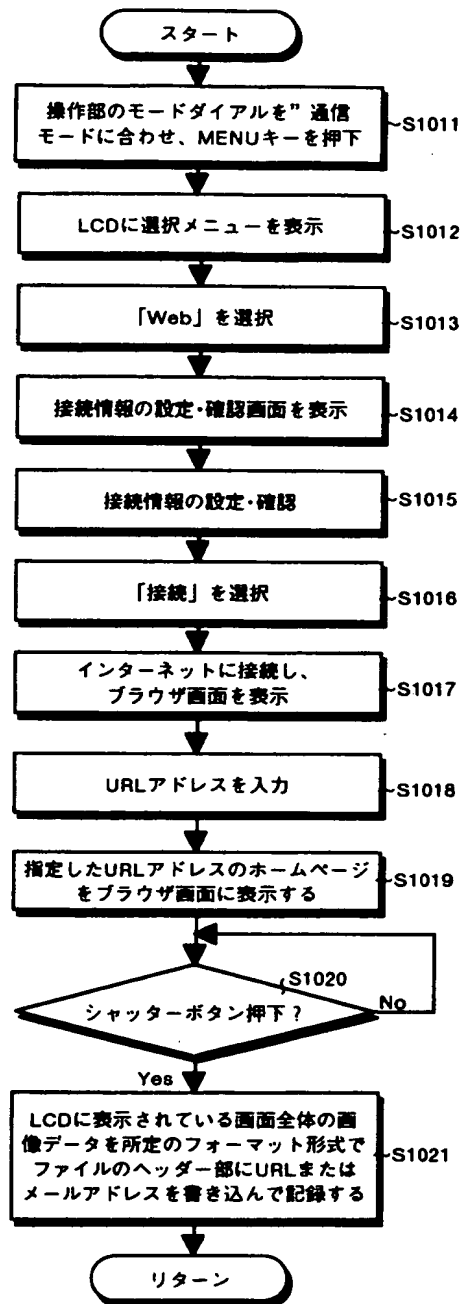 スタート
操作部のモードダイアルを”通信
モードに合わせ、MENUキーを押下
S1011
LCDに選択メニューを表示
S1012
「Web」を選択
S1013
接続情報の設定・確認画面を表示
S1014
接続情報の設定・確認
S1015
「接続」を選択
S1016
インターネットに接続し、
ブラウザ画面を表示
S1017
URLアドレスを入力
S1018
指定したURLアドレスのホームページ
をブラウザ画面に表示する
S1019
S1020
シャッターボタン押下?
No
Yes
LCDに表示されている画面全体の画
像データを所定のフォーマット形式で
ファイルのヘッダー部にURLまたは
メールアドレスを書き込んで記録する
S1021
リターン